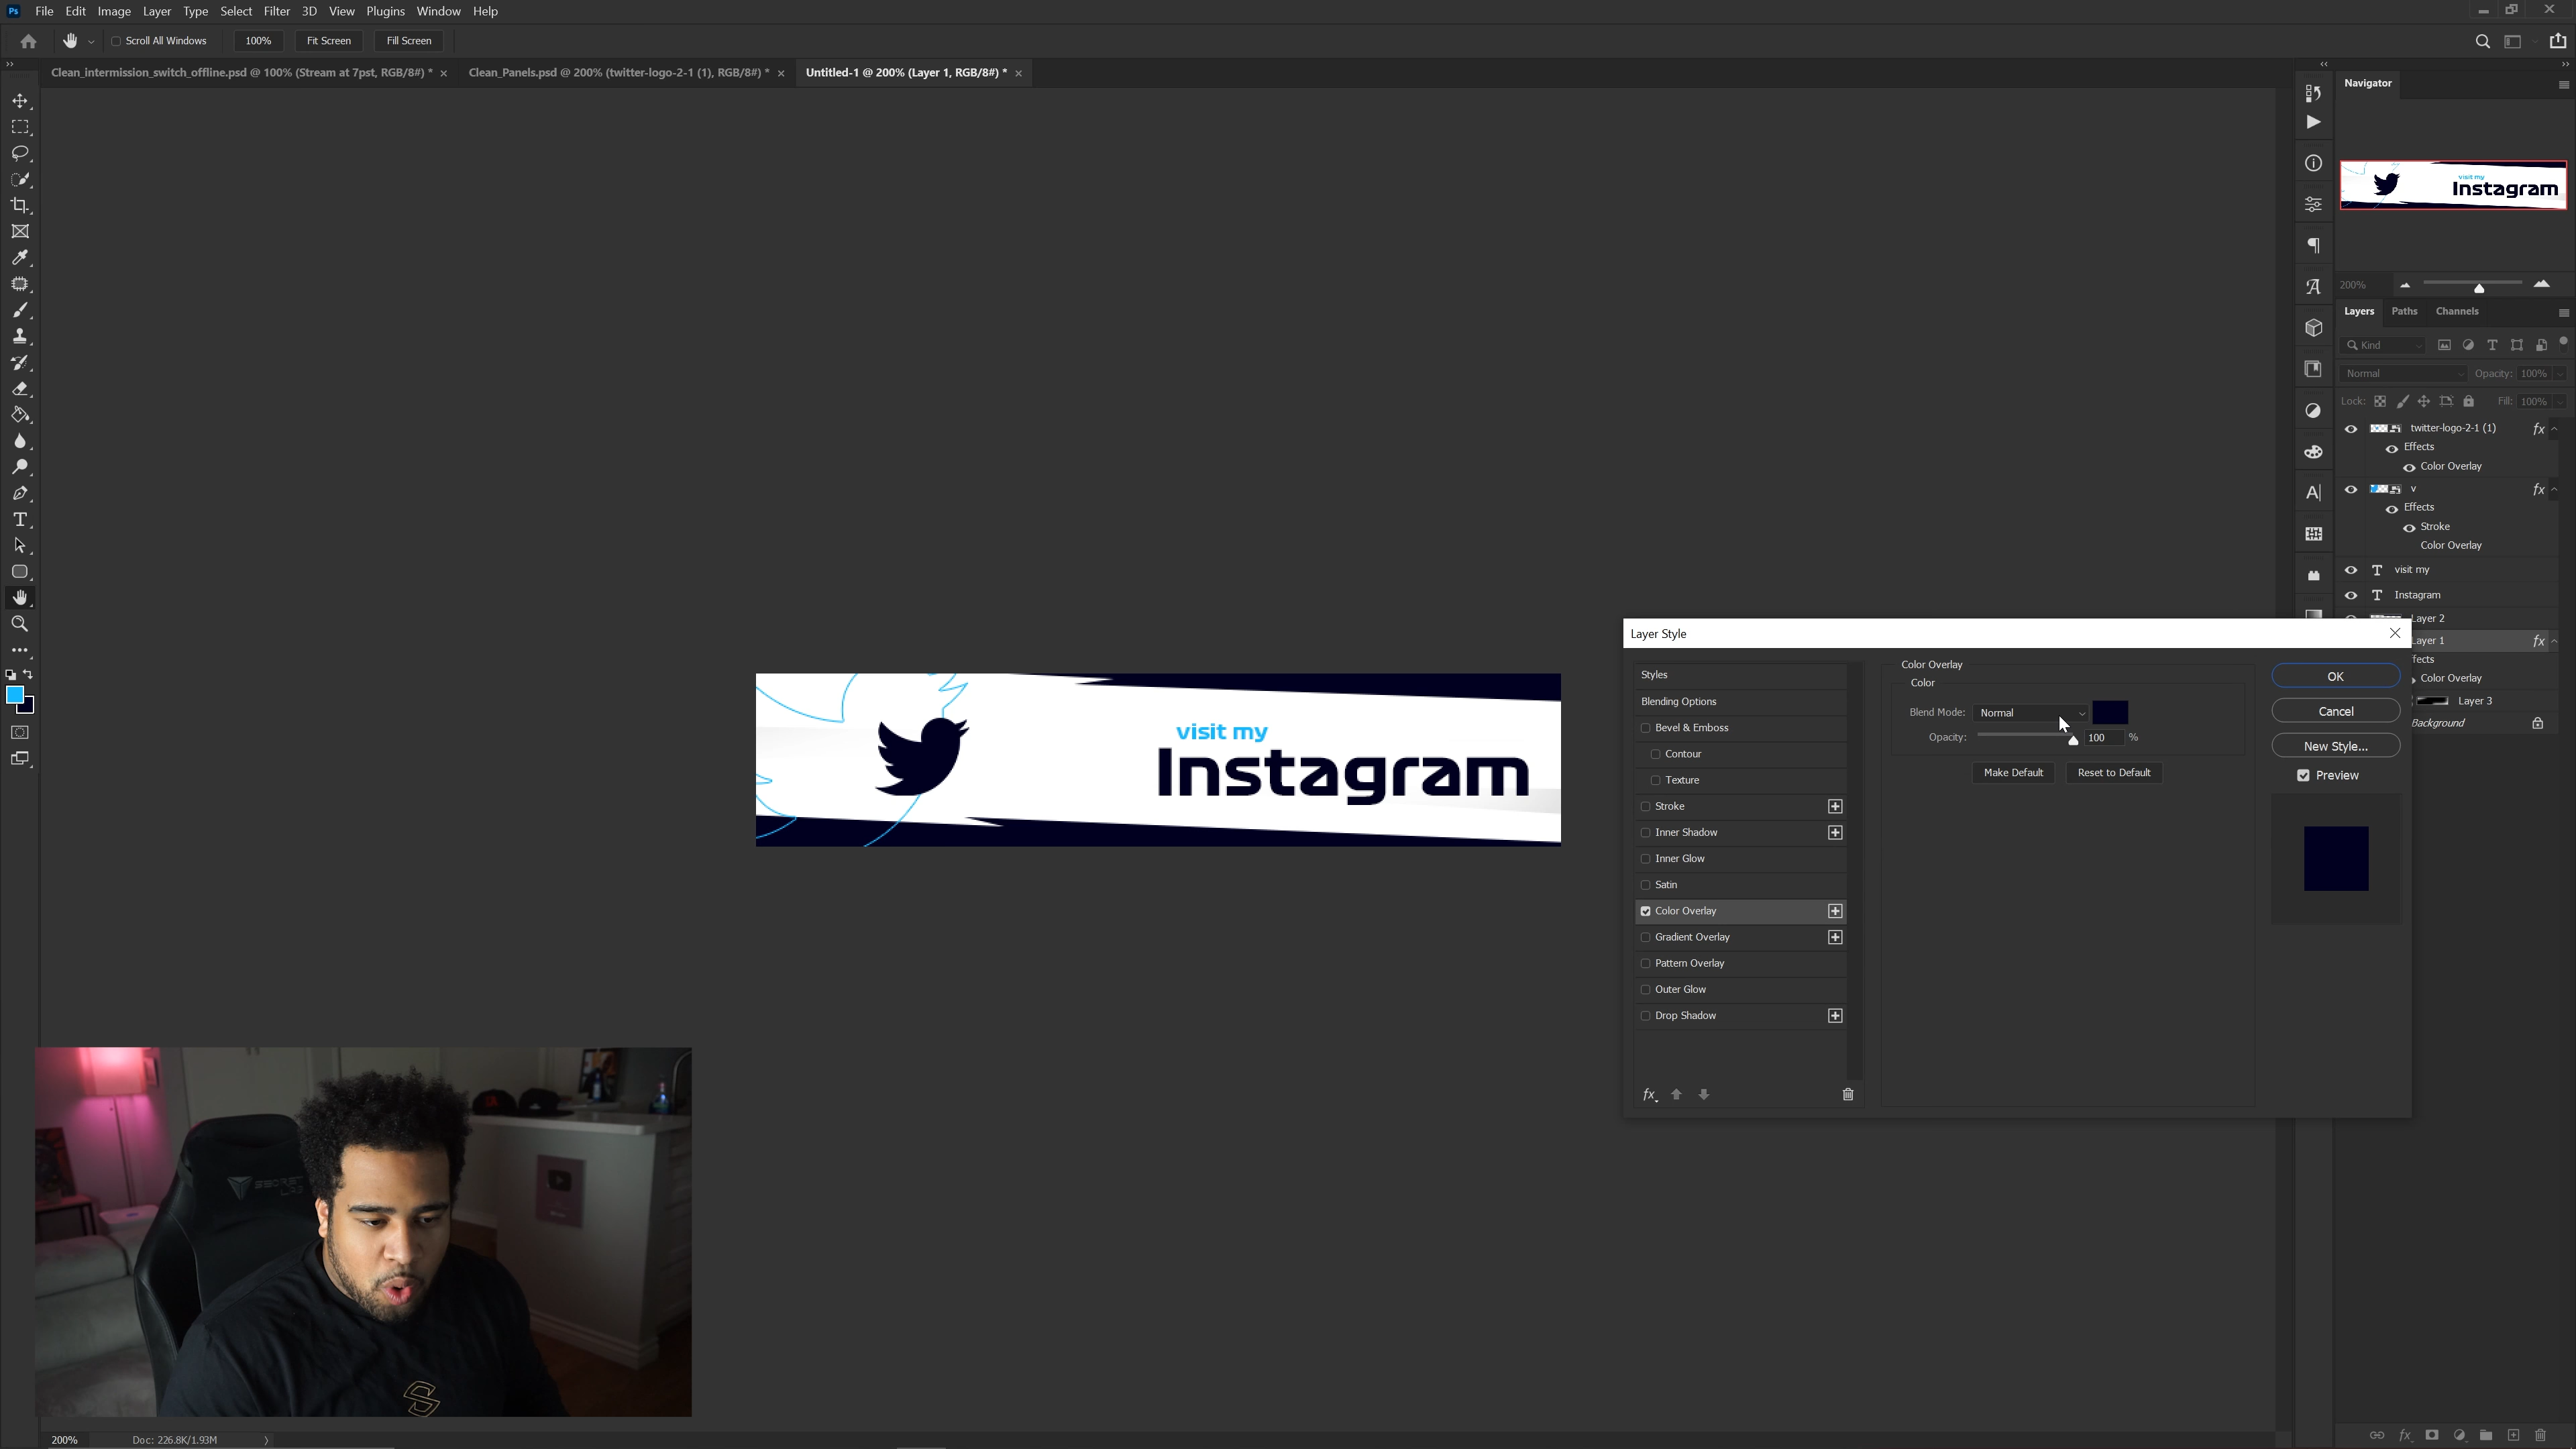 Ps File Edit Image Layer Type Select Filter 3D View Plugins Window Help
Scroll All Windows 100% Fit Screen Fill Screen
Clean_intermission_switch_offline.psd @ 100% (Stream at 7pst, RGB/8#) * × Clean_Panels.psd @ 200% (twitter-logo-2-1 (1), RGB/8#) * × Untitled-1 @ 200% (Layer 1, RGB/8#) * ×
Navigator
visit my
Instagram
200%
Layers Paths Channels
Kind
Normal Opacity: 100%
Lock: Fill: 100%
twitter-logo-2-1 (1) fx
Effects
Color Overlay
v fx
Effects
Stroke
Color Overlay
T visit my
T Instagram
Layer 2
Layer 1 fx
ffects
Color Overlay
Layer 3
Background
visit my
Instagram
Layer Style
Styles
Blending Options
Bevel & Emboss
Contour
Texture
Stroke
Inner Shadow
Inner Glow
Satin
Color Overlay
Gradient Overlay
Pattern Overlay
Outer Glow
Drop Shadow
fx
Color Overlay
Color
Blend Mode: Normal
Opacity: 100 %
Make Default Reset to Default
OK
Cancel
New Style...
Preview
SECRET
LAB
S
200% Doc: 226.8K/1.93M
fx